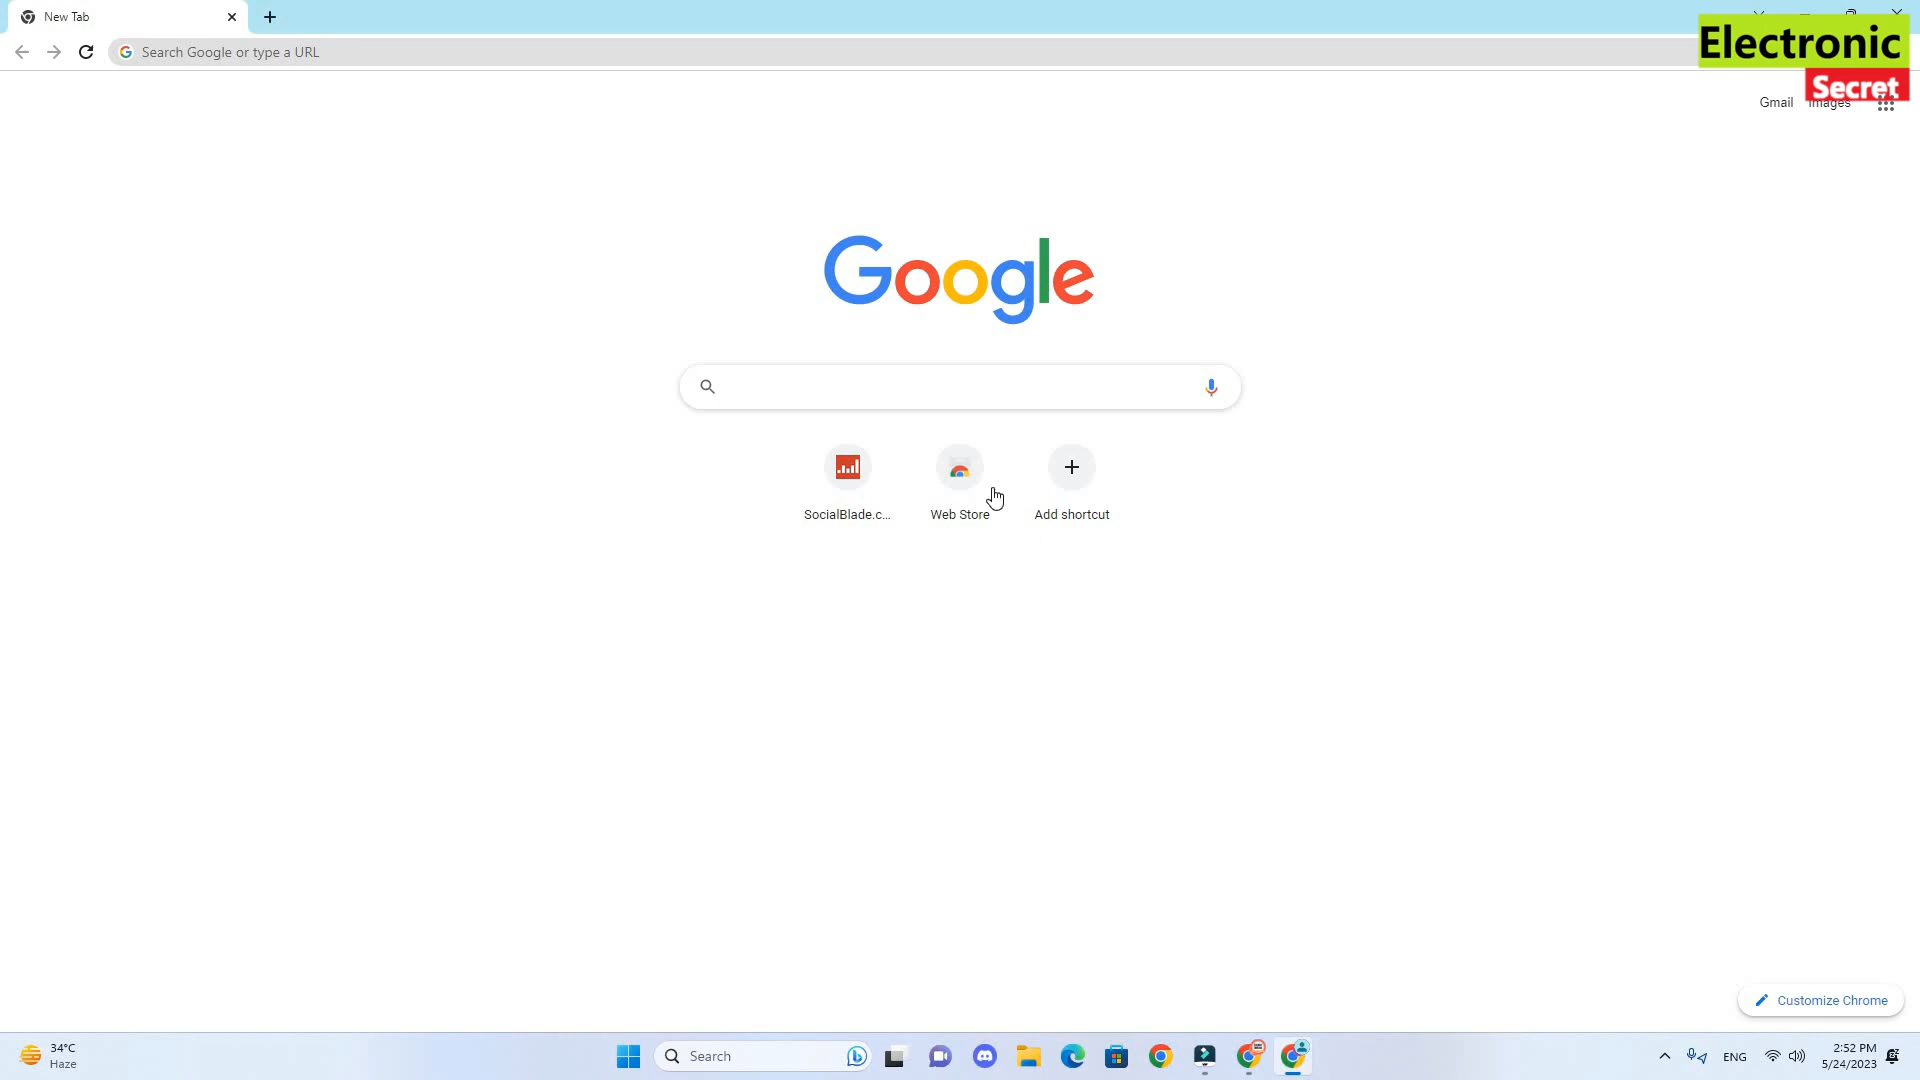 New Tab
Search Google or type a URL
Electronic
Secret
Gmail
Images
Google
SocialBlade.c...
Web Store
Add shortcut
Customize Chrome
34°C
Haze
Search
ENG
2:52 PM
5/24/2023